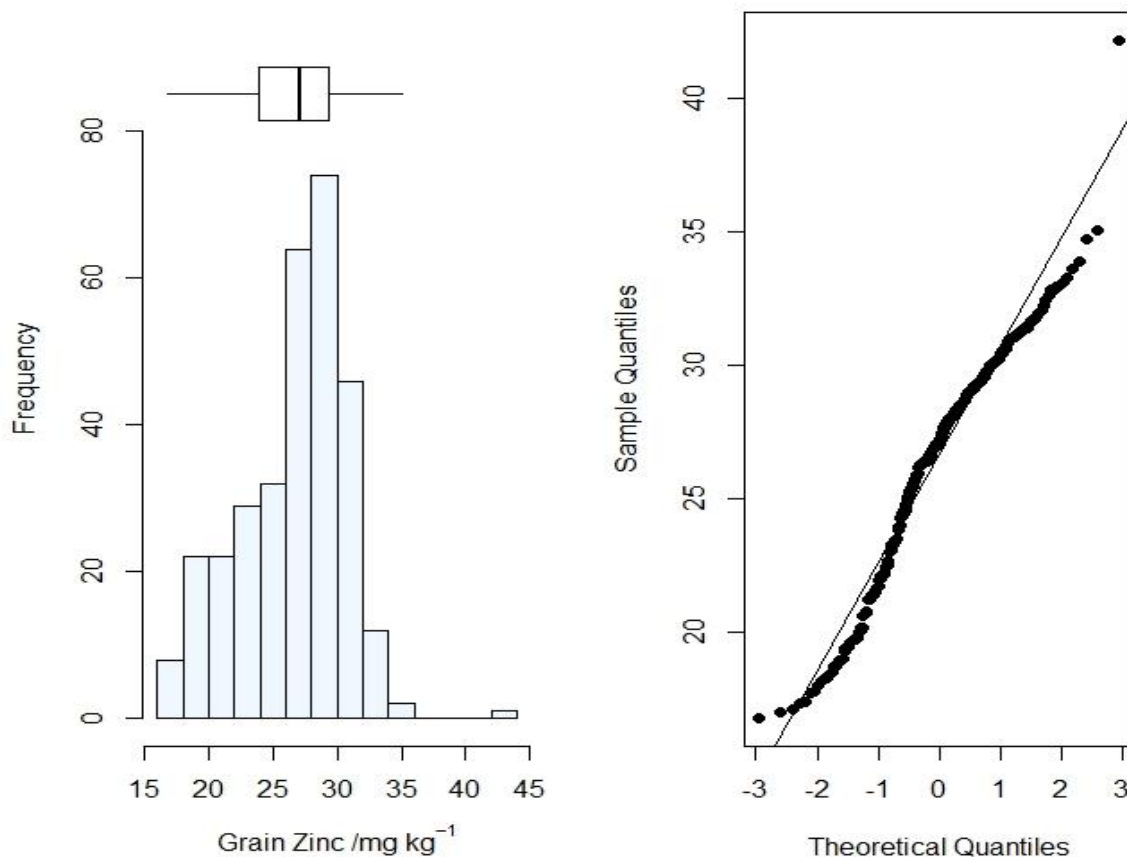 80
60
40
20
0
Frequency
15 20 25 30 35 40 45
Grain Zinc /mg kg⁻¹
40
35
30
25
20
Sample Quantiles
-3 -2 -1 0 1 2 3
Theoretical Quantiles